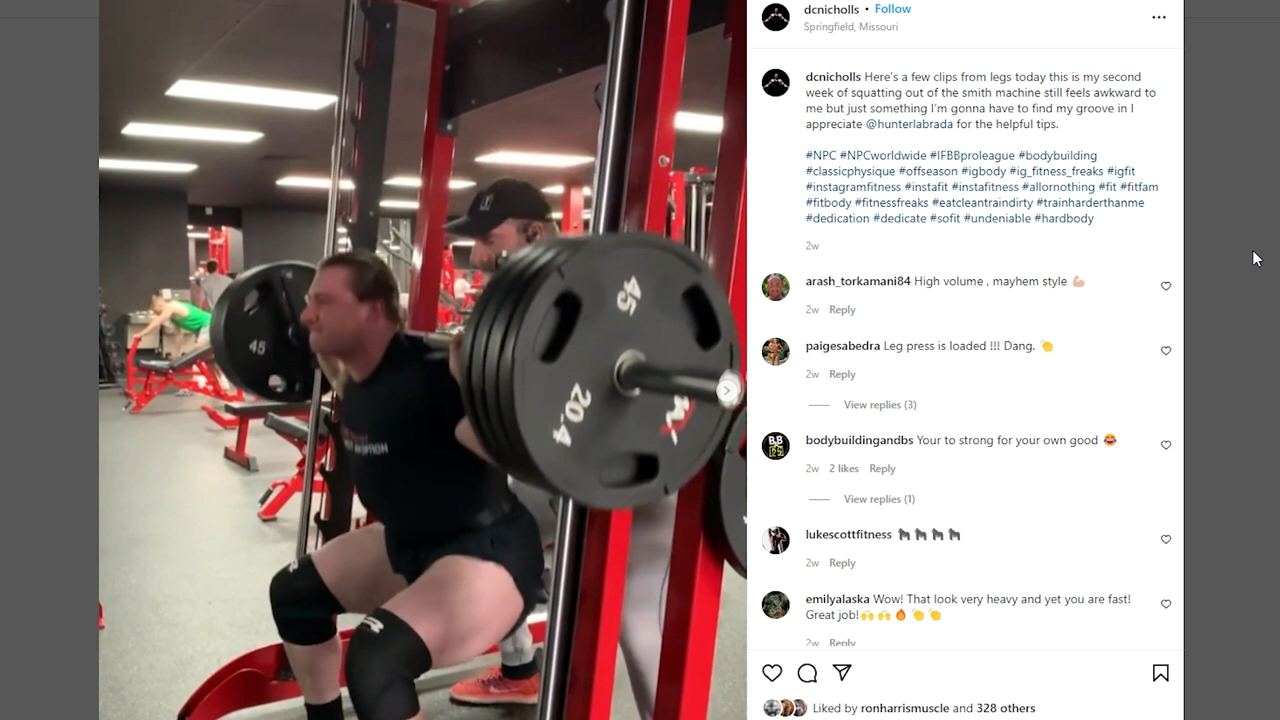 dcnicholls • Follow
Springfield, Missouri
dcnicholls Here's a few clips from legs today this is my second
week of squatting out of the smith machine still feels awkward to
me but just something I'm gonna have to find my groove in I
appreciate @hunterlabrada for the helpful tips.
#NPC #NPCworldwide #IFBBproleague #bodybuilding
#classicphysique #offseason #igbody #ig_fitness_freaks #igfit
#instagramfitness #instafit #instafitness #allornothing #fit #fitfam
#fitbody #fitnessfreaks #eatcleantraindirty #trainharderthanme
#dedication #dedicate #sofit #undeniable #hardbody
2w
arash_torkamani84 High volume , mayhem style 💪🏼
2w Reply
paigesabedra Leg press is loaded !!! Dang. 👏
2w Reply
View replies (3)
bodybuildingandbs Your to strong for your own good 😂
2w 2 likes Reply
View replies (1)
lukescottfitness 🦍🦍🦍🦍
2w Reply
emilyalaska Wow! That look very heavy and yet you are fast!
Great job!🙌🙌🔥👏👏
2w Reply
Liked by ronharrismuscle and 328 others
45
45
20.4